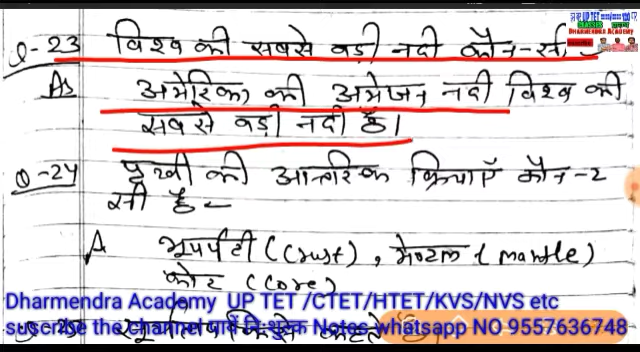 Q-23 विश्व की सबसे बड़ी नदी कौन-सी -
As अमेरिका की अमेजन नदी विश्व की
सबसे बड़ी नदी है।
Q-24 पृथ्वी की आन्तरिक क्रियाएँ कौन-2
सी है -
A भूपर्पटी (Crust), मेण्टल (mantle)
कोर (Core)
Dharmendra Academy UP TET /CTET/HTET/KVS/NVS etc
suscribe the channel पायें निःशुल्क Notes whatsapp NO 9557636748